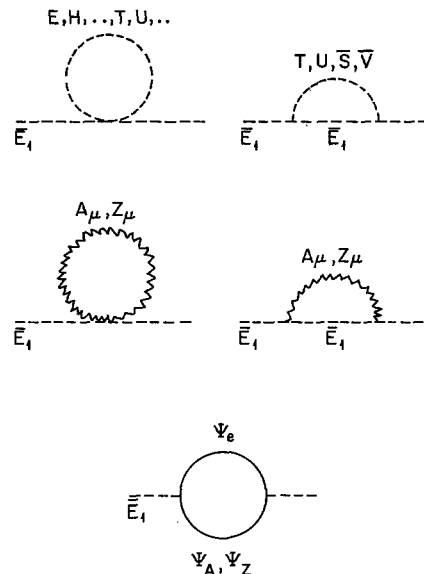 E, H, .., T, U, ..
Ē₁
T, U, S̄, V̄
Ē₁ Ē₁
Aμ, Zμ
Ē₁
Aμ, Zμ
Ē₁ Ē₁
Ψe
Ē₁
ΨA, ΨZ